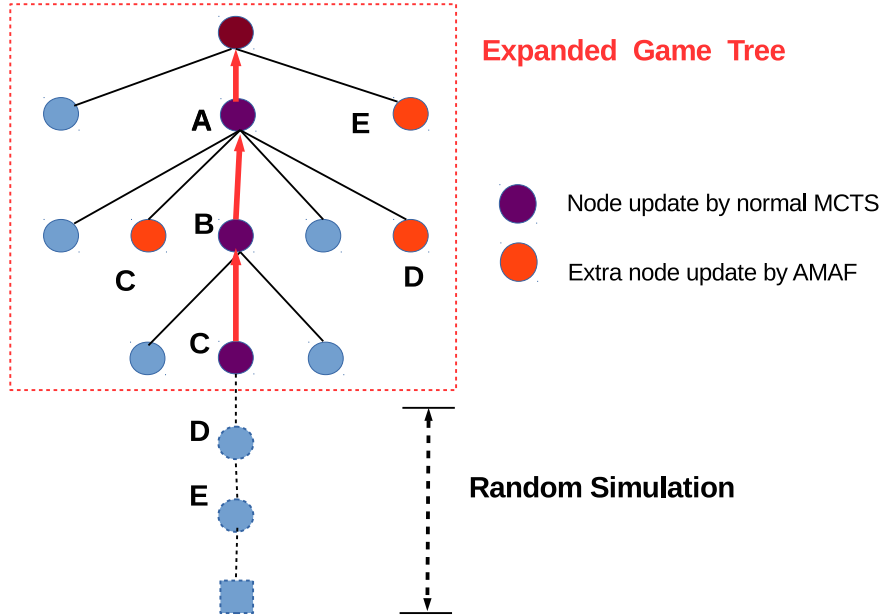 Expanded Game Tree
A
E
Node update by normal MCTS
B
C
D
Extra node update by AMAF
C
D
E
Random Simulation